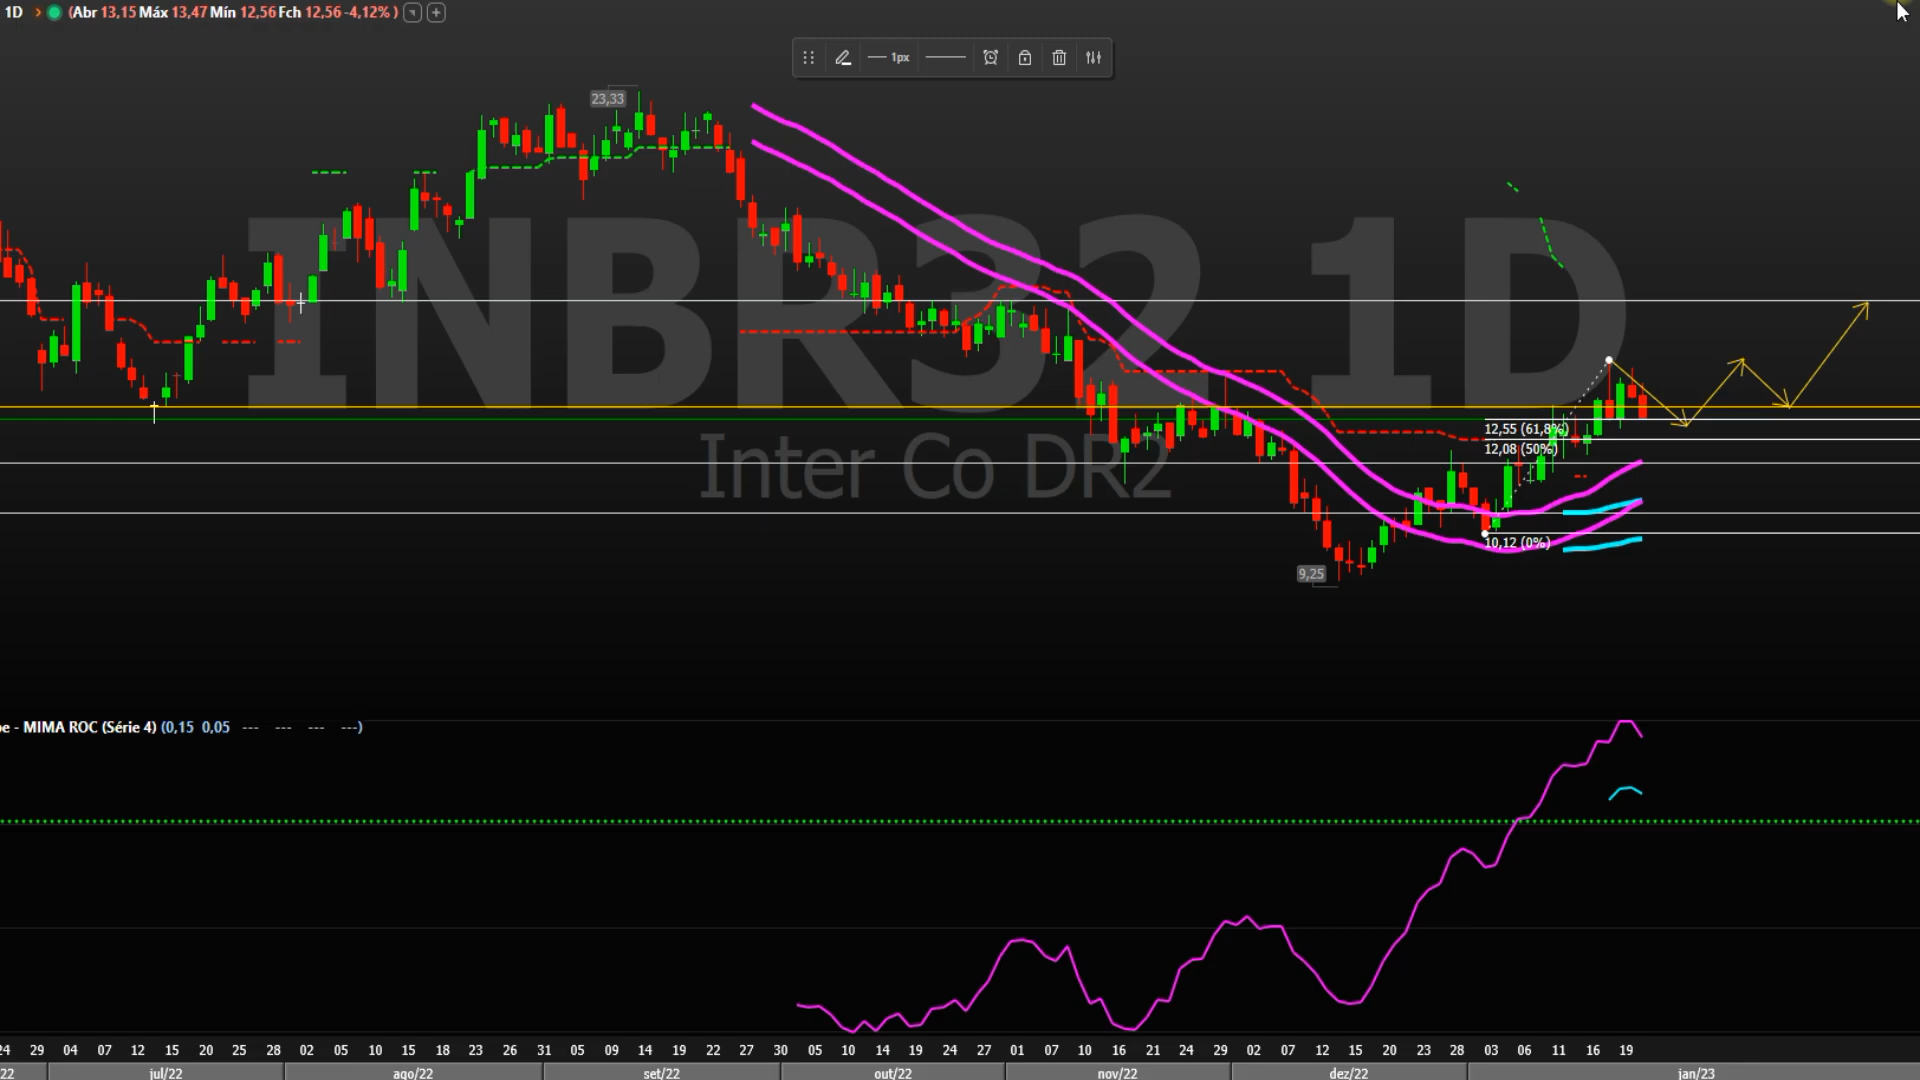 1D (Abr 13,15 Máx 13,47 Mín 12,56 Fch 12,56 -4,12% )
1px
23,33
INBR32 1D
Inter Co DR2
12,55 (61,8%)
12,08 (50%)
10,12 (0%)
9,25
pe - MIMA ROC (Série 4) (0,15 0,05 --- --- --- ---)
24 29 04 07 12 15 20 25 28 02 05 10 15 18 23 26 31 05 09 14 19 22 27 30 05 10 14 19 24 27 01 07 10 16 21 24 29 02 07 12 15 20 23 28 03 06 11 16 19
22 jul/22 ago/22 set/22 out/22 nov/22 dez/22 jan/23